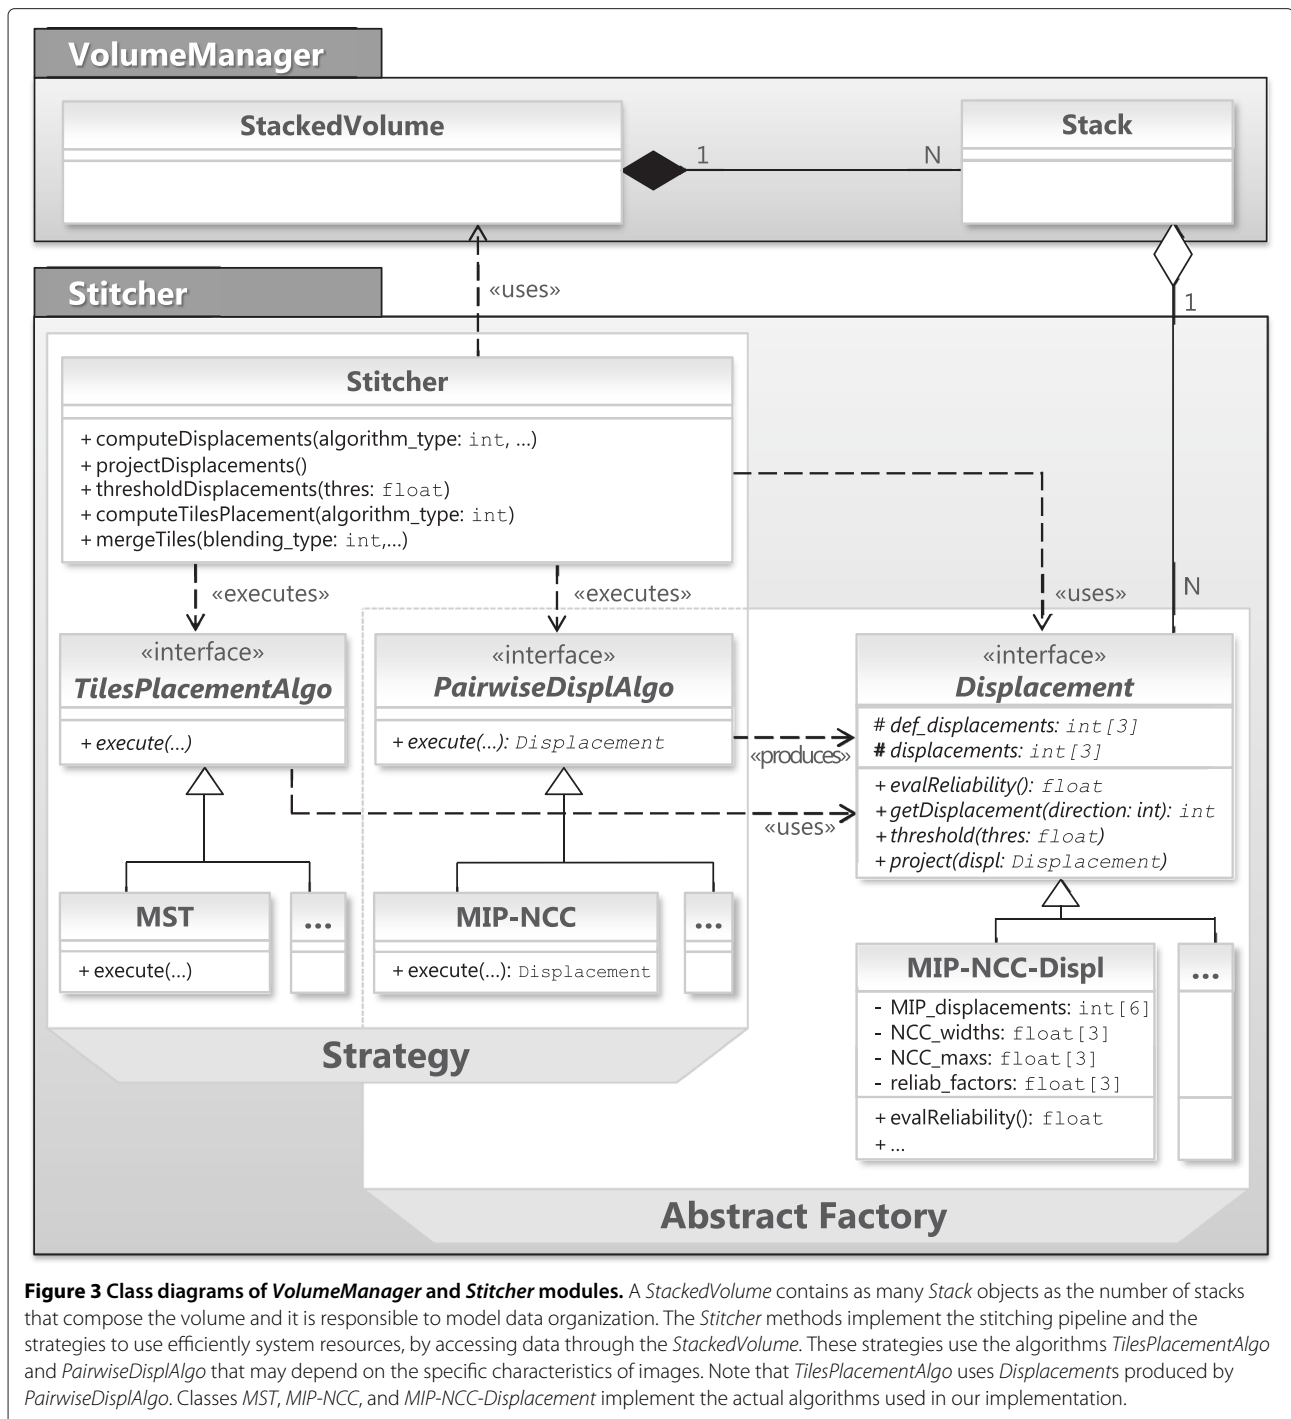 VolumeManager
StackedVolume
Stack
1
N
«uses»
1
Stitcher
Stitcher
+ computeDisplacements(algorithm_type: int, ...)
+ projectDisplacements()
+ thresholdDisplacements(thres: float)
+ computeTilesPlacement(algorithm_type: int)
+ mergeTiles(blending_type: int,...)
«executes»
«executes»
«uses»
N
«interface»
TilesPlacementAlgo
+ execute(...)
«interface»
PairwiseDisplAlgo
+ execute(...): Displacement
«produces»
«uses»
«interface»
Displacement
# def_displacements: int[3]
# displacements: int[3]
+ evalReliability(): float
+ getDisplacement(direction: int): int
+ threshold(thres: float)
+ project(displ: Displacement)
MST
+ execute(...)
...
MIP-NCC
+ execute(...): Displacement
...
MIP-NCC-Displ
- MIP_displacements: int[6]
- NCC_widths: float[3]
- NCC_maxs: float[3]
- reliab_factors: float[3]
+ evalReliability(): float
+ ...
...
Strategy
Abstract Factory
Figure 3 Class diagrams of VolumeManager and Stitcher modules. A StackedVolume contains as many Stack objects as the number of stacks
that compose the volume and it is responsible to model data organization. The Stitcher methods implement the stitching pipeline and the
strategies to use efficiently system resources, by accessing data through the StackedVolume. These strategies use the algorithms TilesPlacementAlgo
and PairwiseDisplAlgo that may depend on the specific characteristics of images. Note that TilesPlacementAlgo uses Displacements produced by
PairwiseDisplAlgo. Classes MST, MIP-NCC, and MIP-NCC-Displacement implement the actual algorithms used in our implementation.